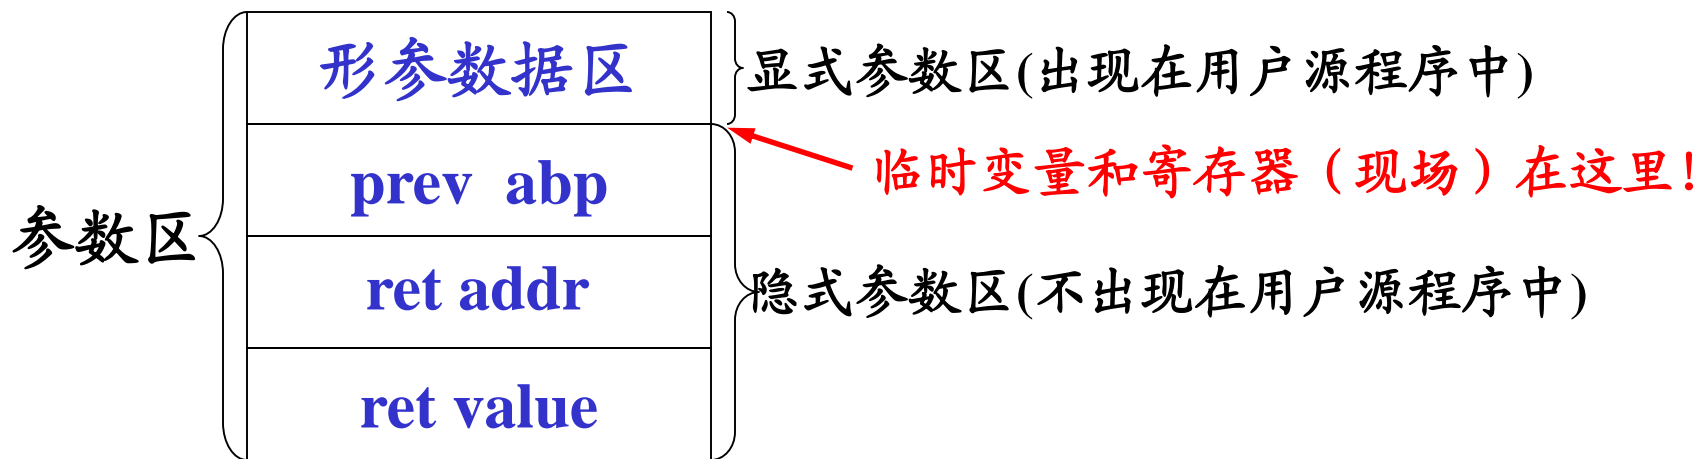 形参数据区
显式参数区(出现在用户源程序中)
临时变量和寄存器（现场）在这里!
prev abp
参数区
ret addr
隐式参数区(不出现在用户源程序中)
ret value